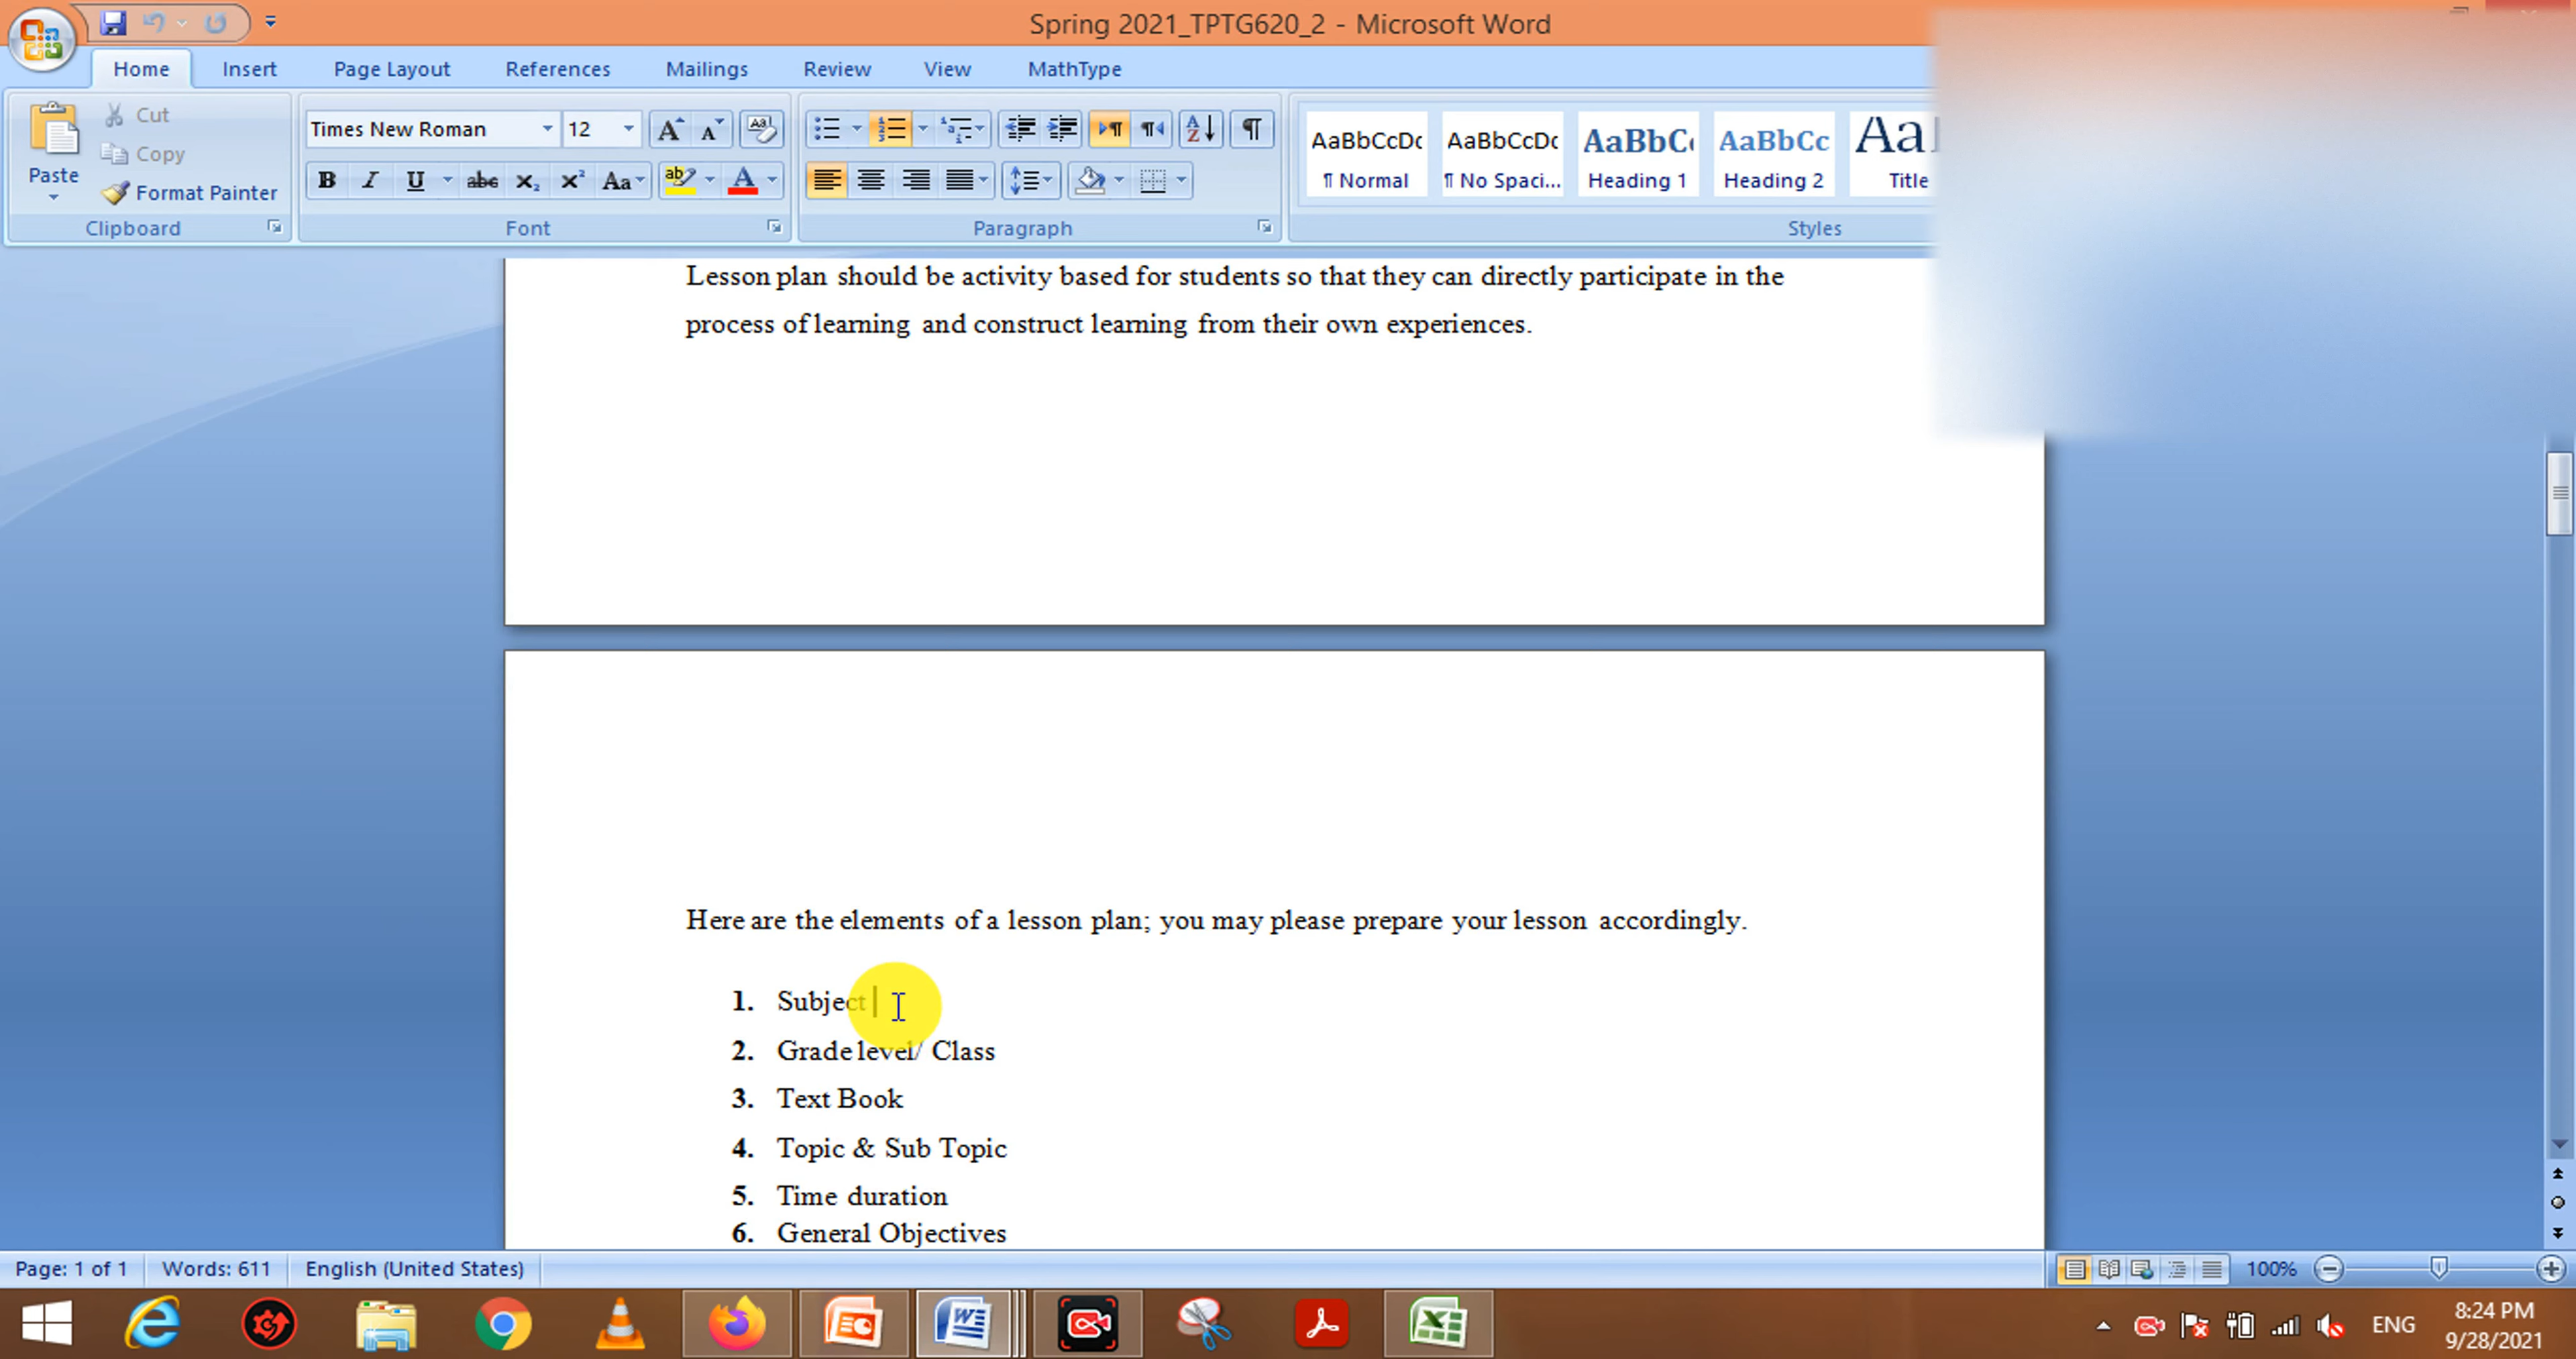 Spring 2021_TPTG620_2 - Microsoft Word
Home Insert Page Layout References Mailings Review View MathType
Paste
Cut
Copy
Format Painter
Clipboard
Times New Roman 12
B I U abc x₂ x² Aa
Font
Paragraph
AaBbCcDc AaBbCcDc AaBbC AaBbCc Aa
¶ Normal ¶ No Spaci... Heading 1 Heading 2 Title
Styles
Lesson plan should be activity based for students so that they can directly participate in the
process of learning and construct learning from their own experiences.
Here are the elements of a lesson plan; you may please prepare your lesson accordingly.
1. Subject
2. Grade level/ Class
3. Text Book
4. Topic & Sub Topic
5. Time duration
6. General Objectives
Page: 1 of 1 Words: 611 English (United States) 100%
ENG
8:24 PM
9/28/2021